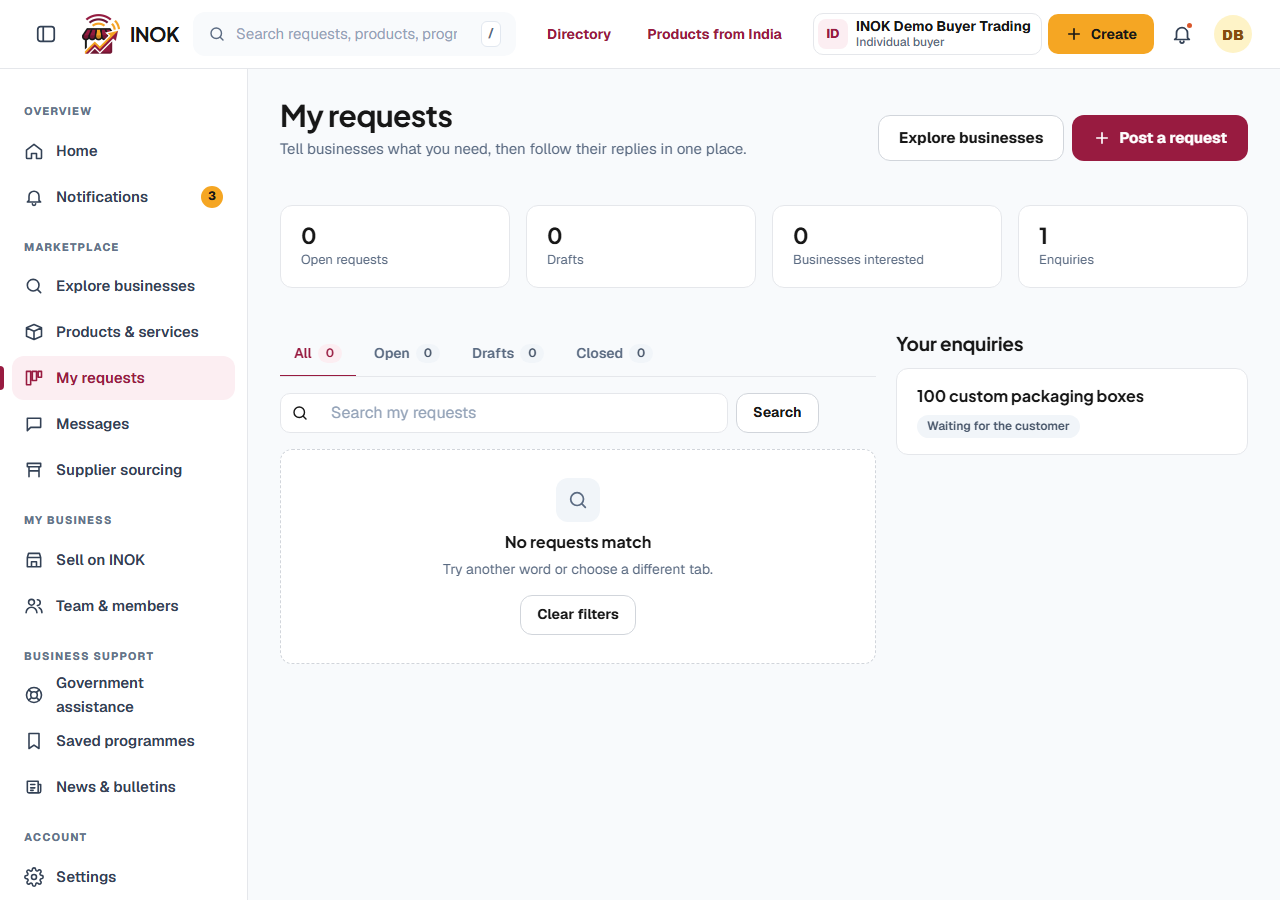 INOK
Search requests, products, progr
/
Directory
Products from India
ID
INOK Demo Buyer Trading
Individual buyer
+ Create
DB
OVERVIEW
Home
Notifications
3
MARKETPLACE
Explore businesses
Products & services
My requests
Messages
Supplier sourcing
MY BUSINESS
Sell on INOK
Team & members
BUSINESS SUPPORT
Government
assistance
Saved programmes
News & bulletins
ACCOUNT
Settings
My requests
Tell businesses what you need, then follow their replies in one place.
Explore businesses
+ Post a request
0
Open requests
0
Drafts
0
Businesses interested
1
Enquiries
All 0
Open 0
Drafts 0
Closed 0
Search my requests
Search
No requests match
Try another word or choose a different tab.
Clear filters
Your enquiries
100 custom packaging boxes
Waiting for the customer